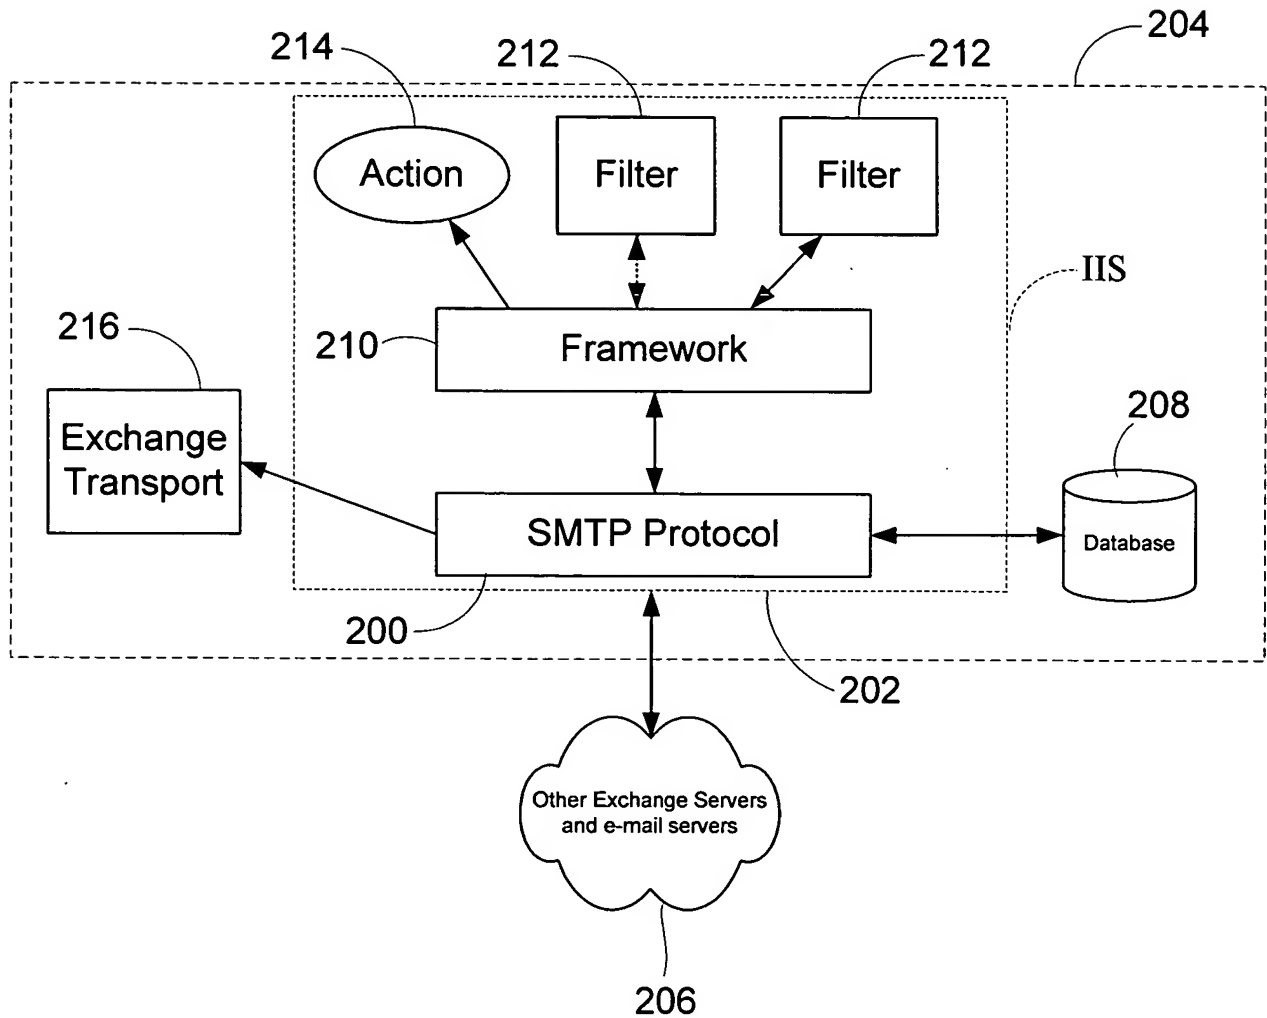 204
214
212
212
Action
Filter
Filter
IIS
216
210
Framework
208
Exchange
Transport
SMTP Protocol
Database
200
202
Other Exchange Servers
and e-mail servers
206